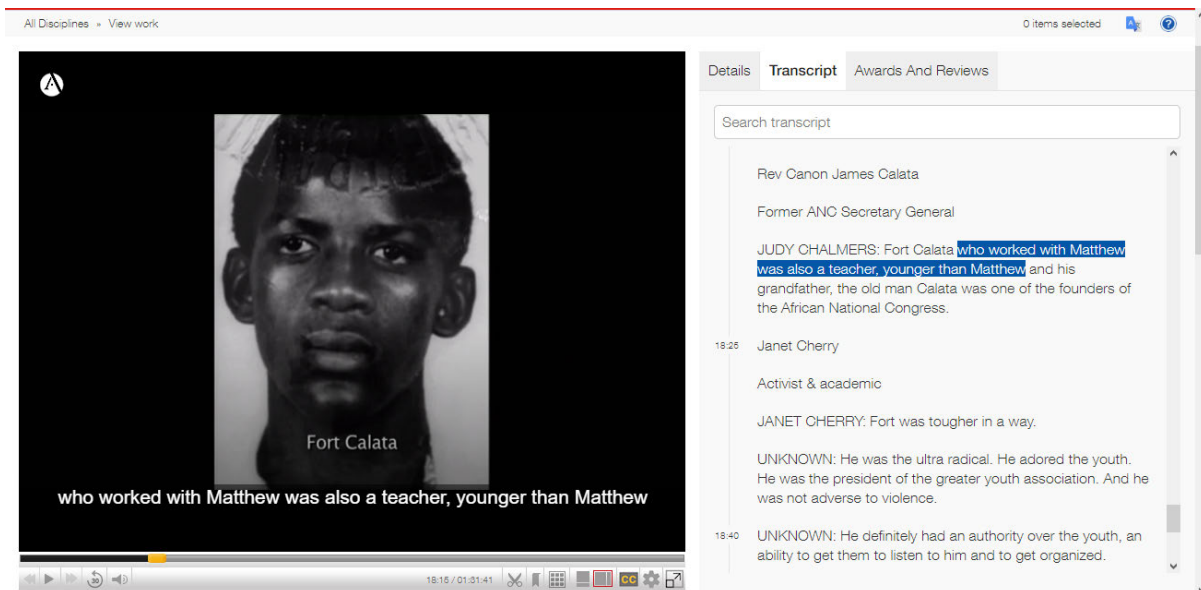 All Disciplines » View work
0 items selected
Fort Calata
who worked with Matthew was also a teacher, younger than Matthew
30
18:16 / 01:31:41
CC
Details
Transcript
Awards And Reviews
Search transcript
Rev Canon James Calata
Former ANC Secretary General
JUDY CHALMERS: Fort Calata who worked with Matthew
was also a teacher, younger than Matthew and his
grandfather, the old man Calata was one of the founders of
the African National Congress.
18:26 Janet Cherry
Activist & academic
JANET CHERRY: Fort was tougher in a way.
UNKNOWN: He was the ultra radical. He adored the youth.
He was the president of the greater youth association. And he
was not adverse to violence.
18:40 UNKNOWN: He definitely had an authority over the youth, an
ability to get them to listen to him and to get organized.